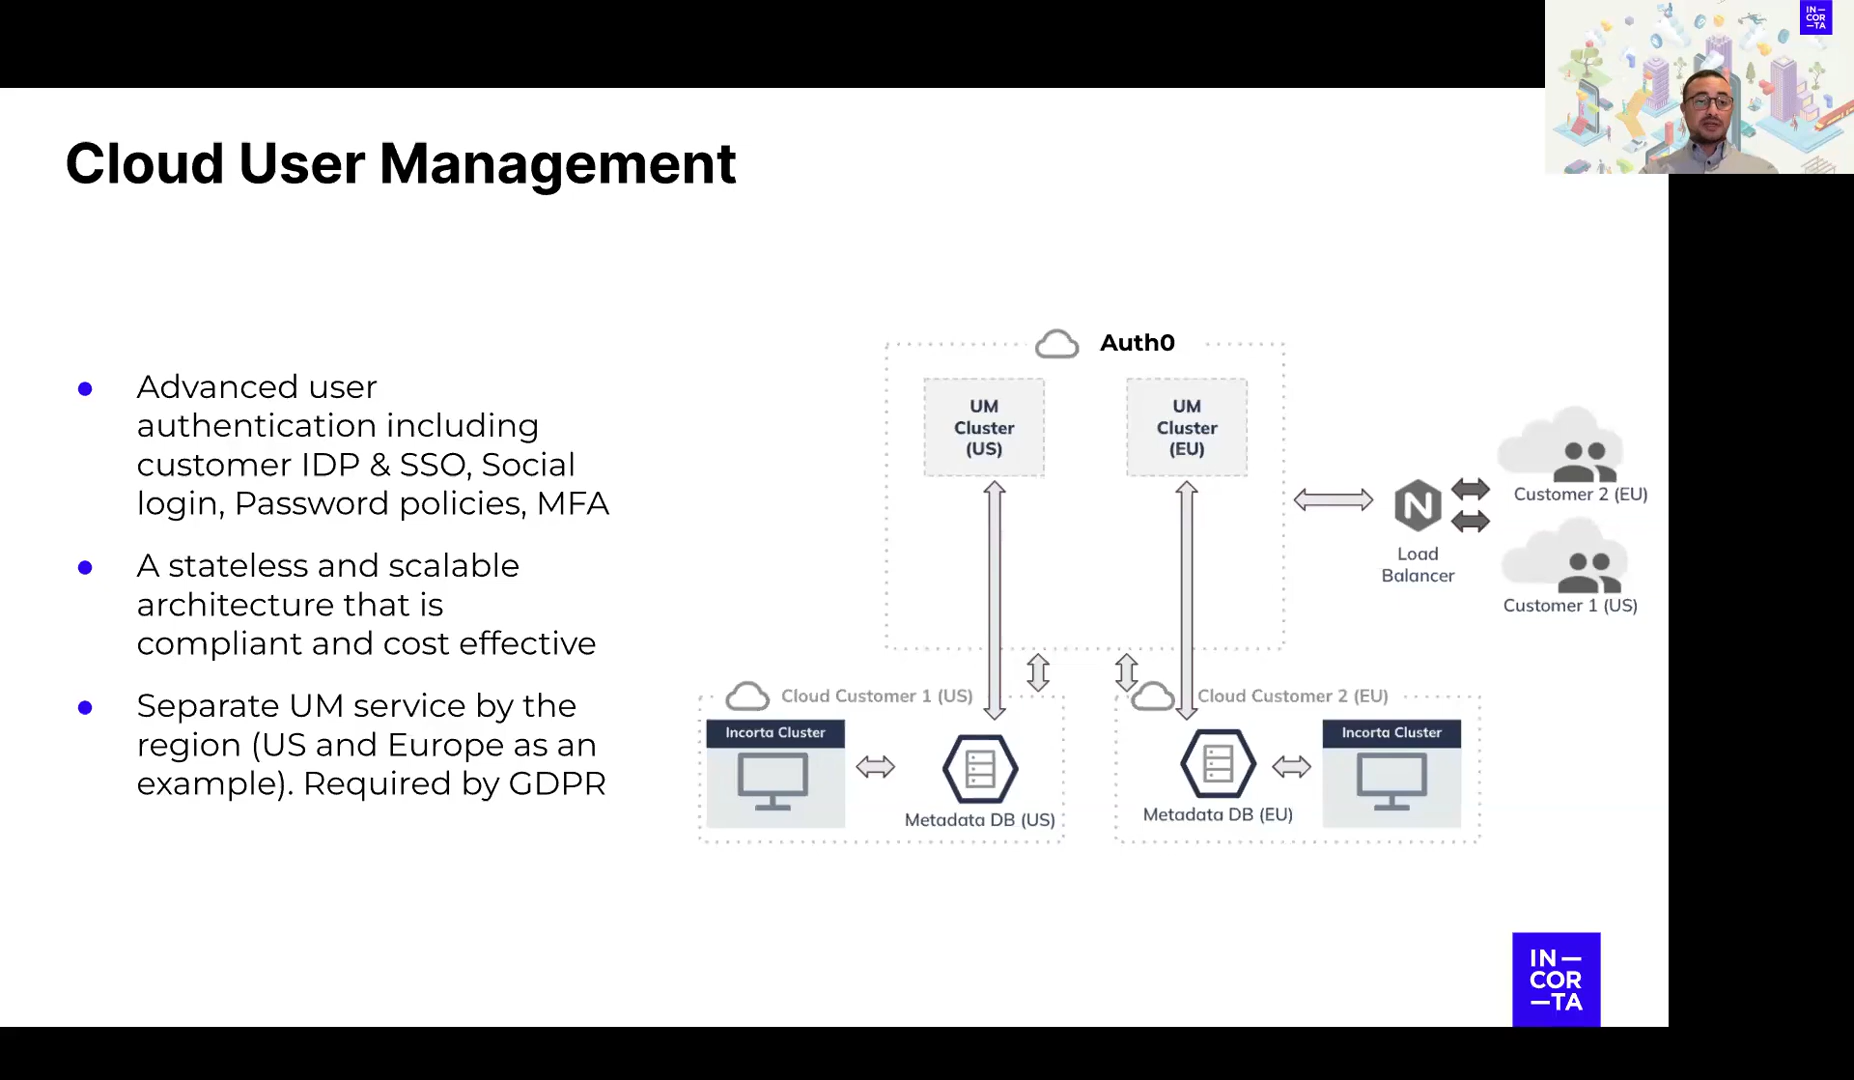 IN
COR
TA
Cloud User Management
Advanced user
authentication including
customer IDP & SSO, Social
login, Password policies, MFA
A stateless and scalable
architecture that is
compliant and cost effective
Separate UM service by the
region (US and Europe as an
example). Required by GDPR
Auth0
UM
Cluster
(US)
UM
Cluster
(EU)
N
Load
Balancer
Customer 2 (EU)
Customer 1 (US)
Cloud Customer 1 (US)
Incorta Cluster
Metadata DB (US)
Cloud Customer 2 (EU)
Metadata DB (EU)
Incorta Cluster
IN—
COR
—TA